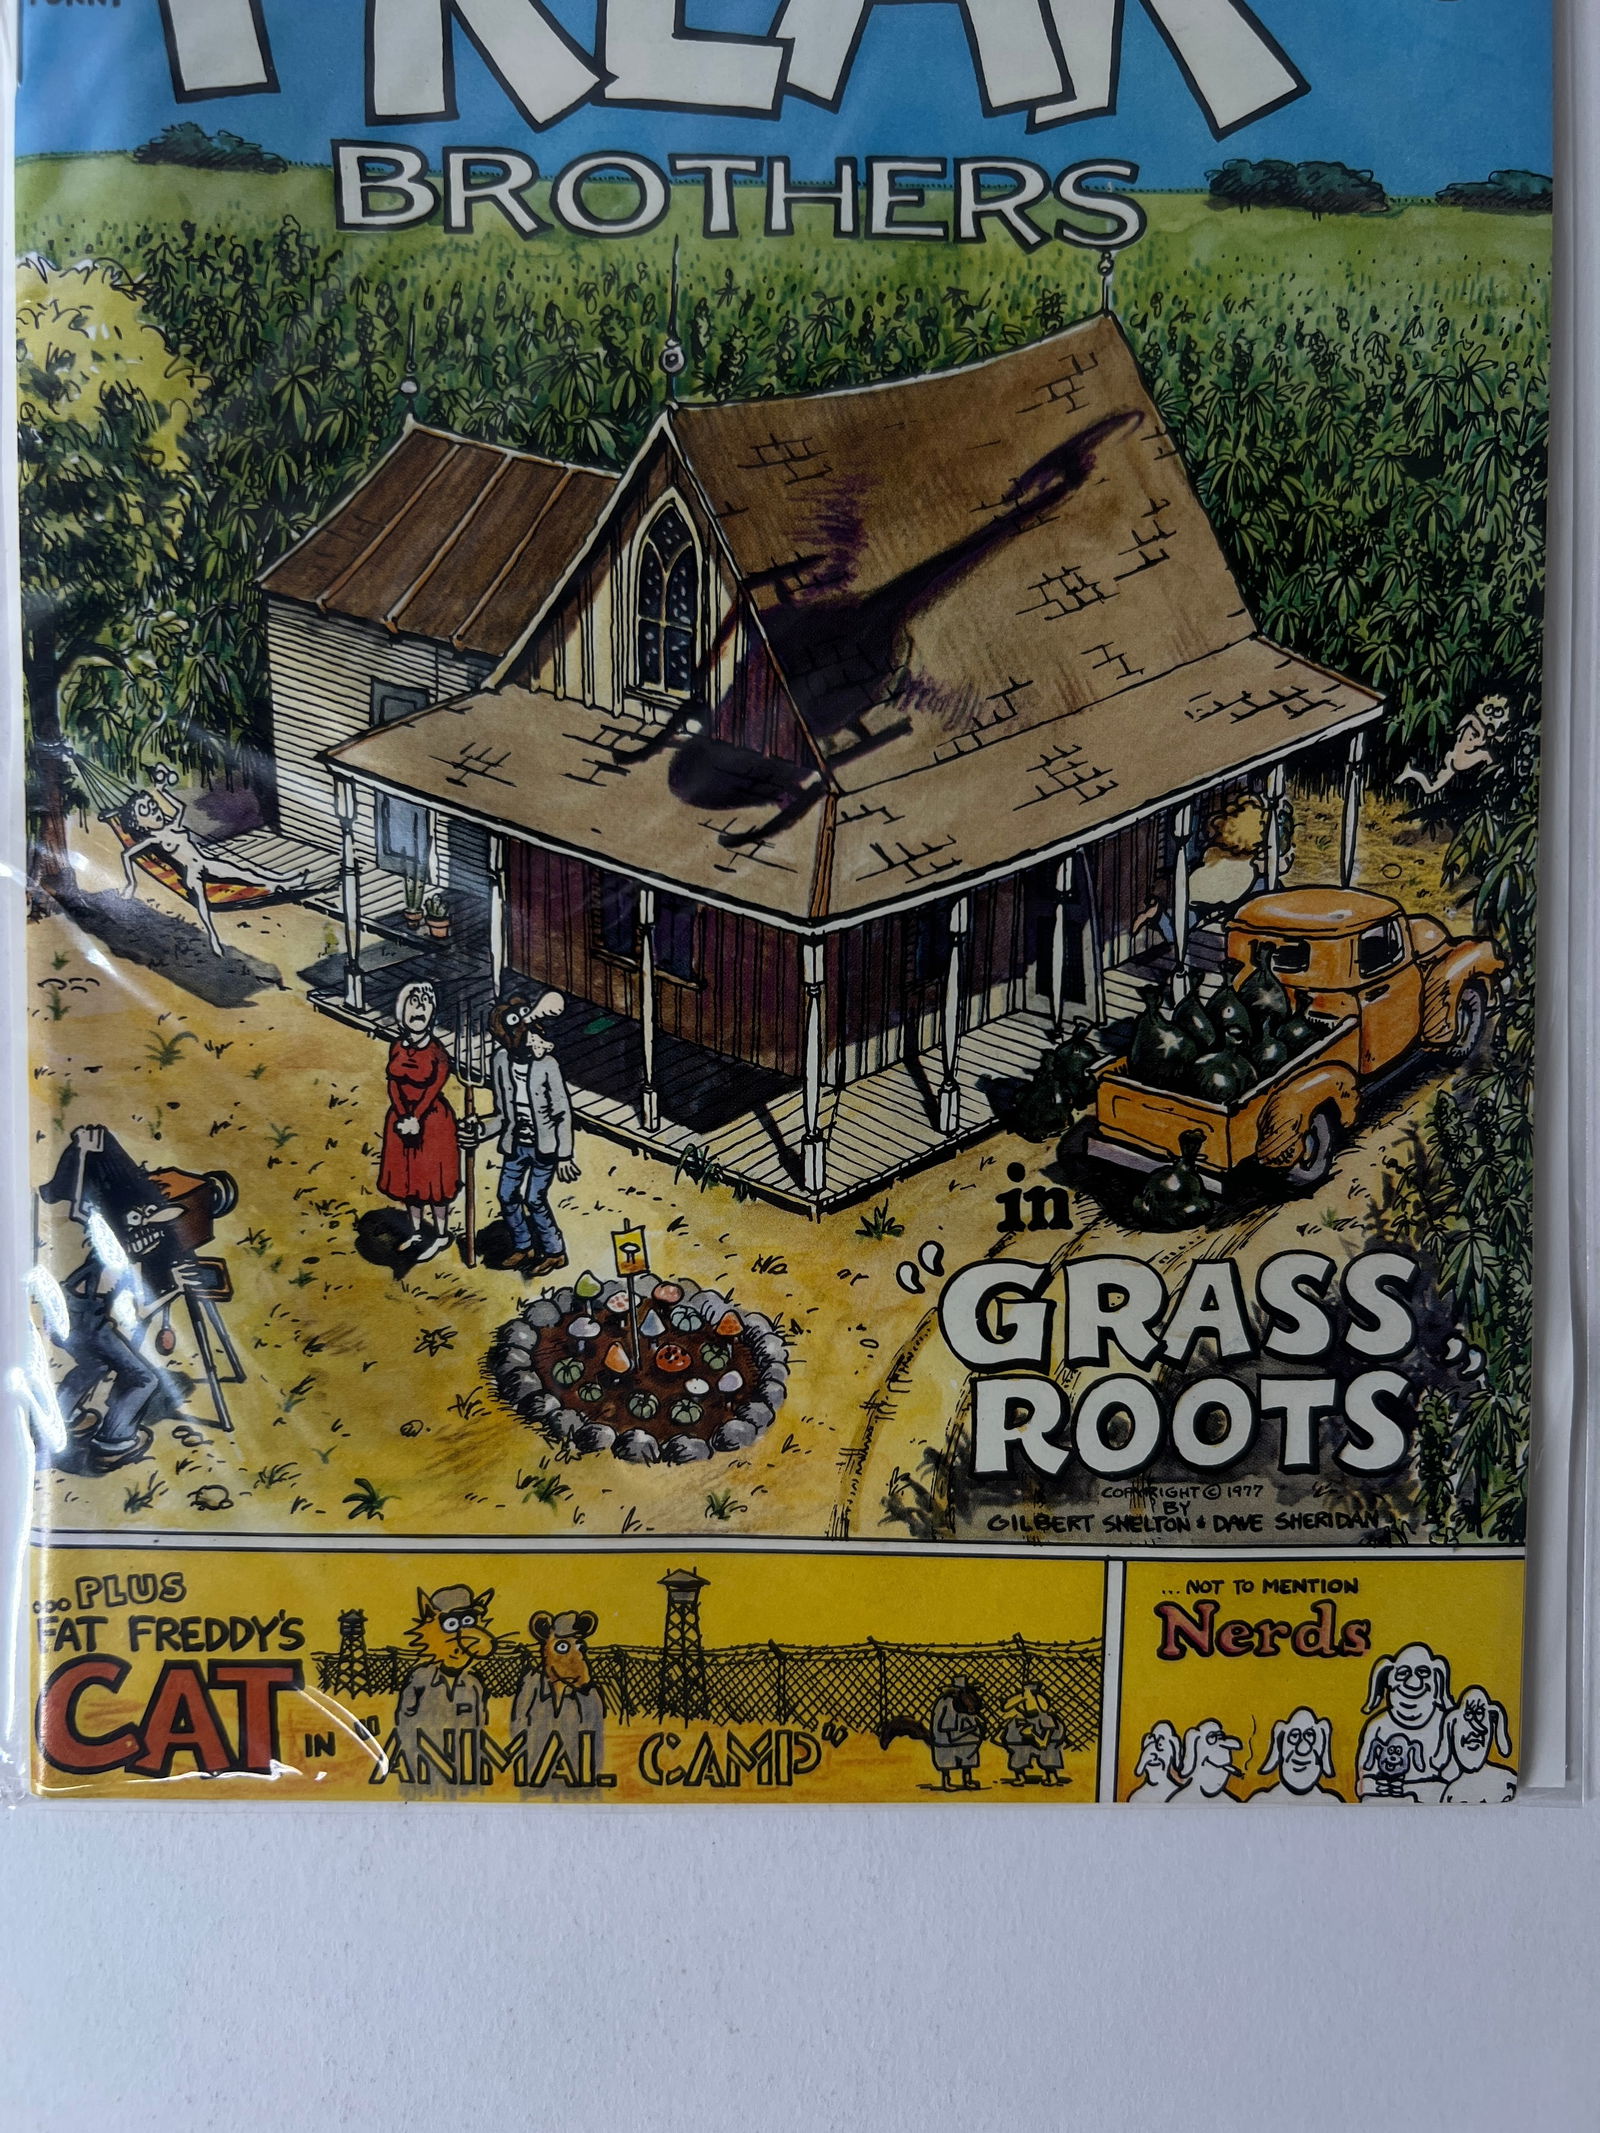 FREAK
BROTHERS
in
"GRASS
ROOTS"
COPYRIGHT © 1977
BY
GILBERT SHELTON & DAVE SHERIDAN
...PLUS
FAT FREDDY'S
CAT
IN "ANIMAL CAMP"
...NOT TO MENTION
Nerds